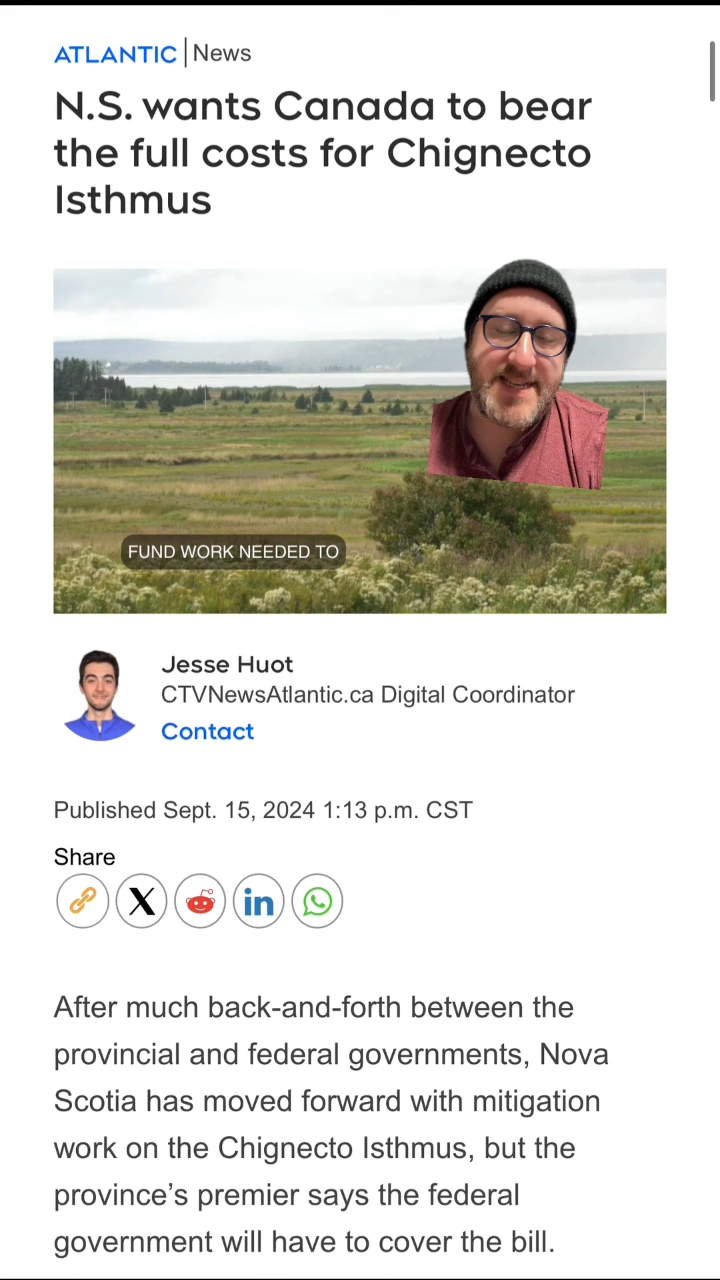 ATLANTIC | News
N.S. wants Canada to bear
the full costs for Chignecto
Isthmus
FUND WORK NEEDED TO
Jesse Huot
CTVNewsAtlantic.ca Digital Coordinator
Contact
Published Sept. 15, 2024 1:13 p.m. CST
Share
X
in
After much back-and-forth between the
provincial and federal governments, Nova
Scotia has moved forward with mitigation
work on the Chignecto Isthmus, but the
province’s premier says the federal
government will have to cover the bill.